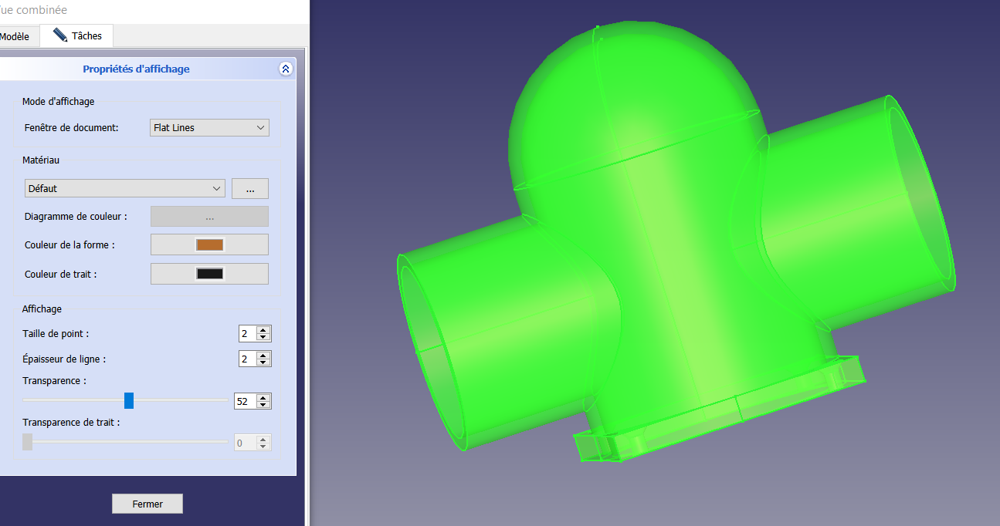 ue combinée
Modèle
Tâches
Propriétés d'affichage
Mode d'affichage
Fenêtre de document: Flat Lines
Matériau
Défaut ...
Diagramme de couleur : ...
Couleur de la forme :
Couleur de trait :
Affichage
Taille de point : 2
Épaisseur de ligne : 2
Transparence :
52
Transparence de trait :
0
Fermer